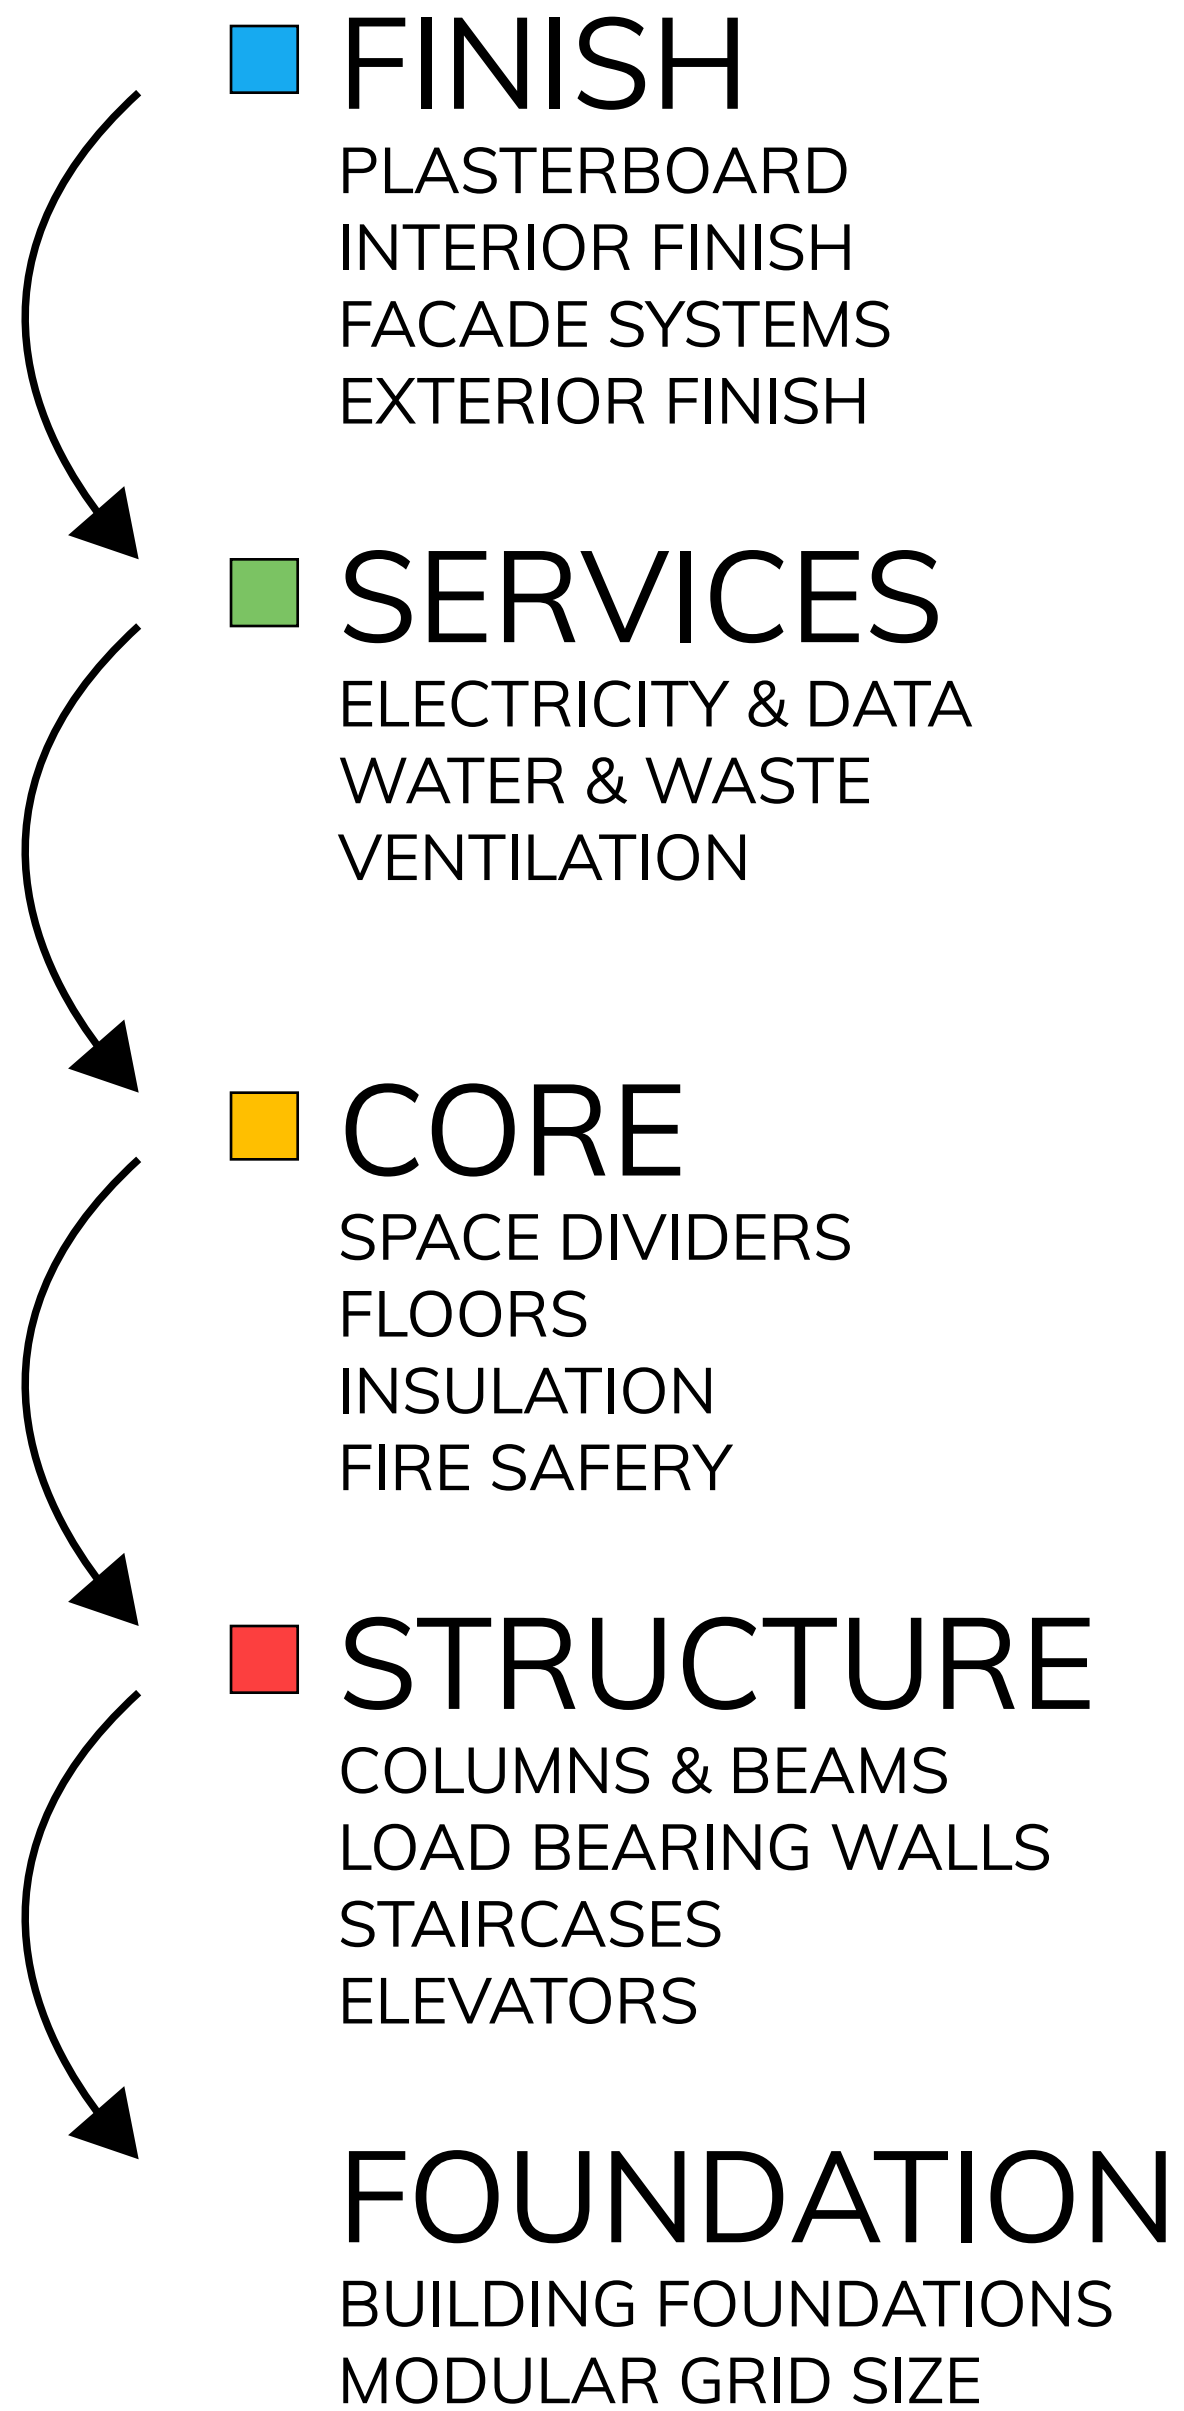 FINISH
PLASTERBOARD
INTERIOR FINISH
FACADE SYSTEMS
EXTERIOR FINISH
SERVICES
ELECTRICITY & DATA
WATER & WASTE
VENTILATION
CORE
SPACE DIVIDERS
FLOORS
INSULATION
FIRE SAFERY
STRUCTURE
COLUMNS & BEAMS
LOAD BEARING WALLS
STAIRCASES
ELEVATORS
FOUNDATION
BUILDING FOUNDATIONS
MODULAR GRID SIZE